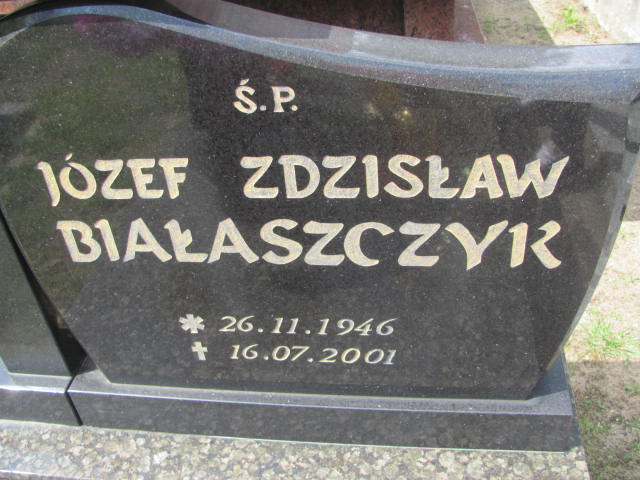 Ś.P.
JÓZEF ZDZISŁAW
BIAŁASZCZYK
* 26.11.1946
† 16.07.2001